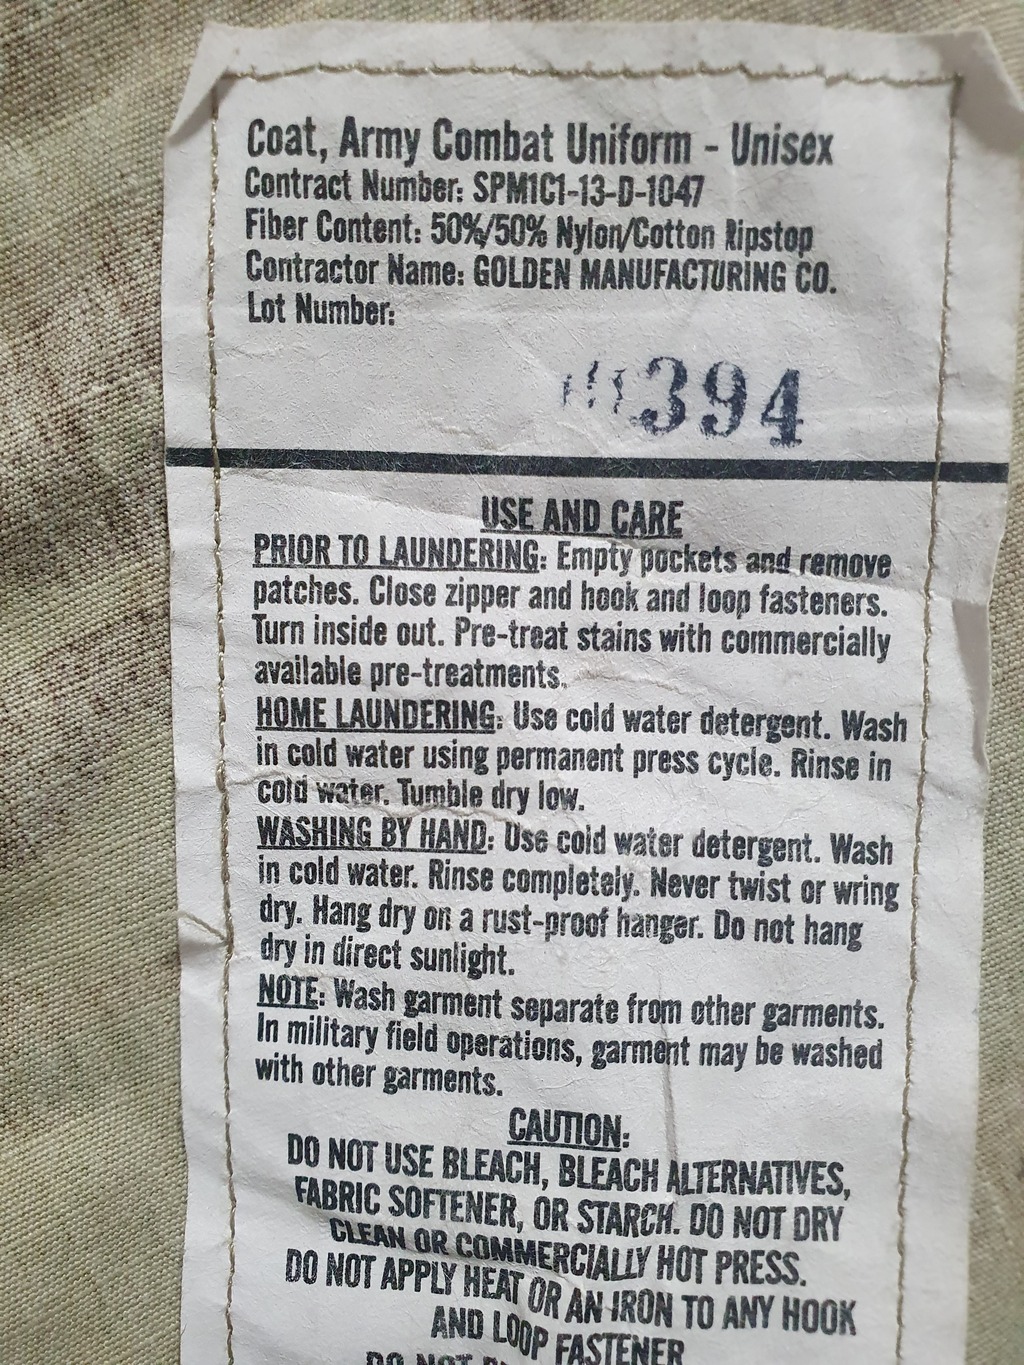 Coat, Army Combat Uniform - Unisex
Contract Number: SPM1C1-13-D-1047
Fiber Content: 50%/50% Nylon/Cotton Ripstop
Contractor Name: GOLDEN MANUFACTURING CO.
Lot Number:
394
USE AND CARE
PRIOR TO LAUNDERING: Empty pockets and remove
patches. Close zipper and hook and loop fasteners.
Turn inside out. Pre-treat stains with commercially
available pre-treatments.
HOME LAUNDERING: Use cold water detergent. Wash
in cold water using permanent press cycle. Rinse in
cold water. Tumble dry low.
WASHING BY HAND: Use cold water detergent. Wash
in cold water. Rinse completely. Never twist or wring
dry. Hang dry on a rust-proof hanger. Do not hang
dry in direct sunlight.
NOTE: Wash garment separate from other garments.
In military field operations, garment may be washed
with other garments.
CAUTION:
DO NOT USE BLEACH, BLEACH ALTERNATIVES,
FABRIC SOFTENER, OR STARCH. DO NOT DRY
CLEAN OR COMMERCIALLY HOT PRESS.
DO NOT APPLY HEAT OR AN IRON TO ANY HOOK
AND LOOP FASTENER
DO NOT